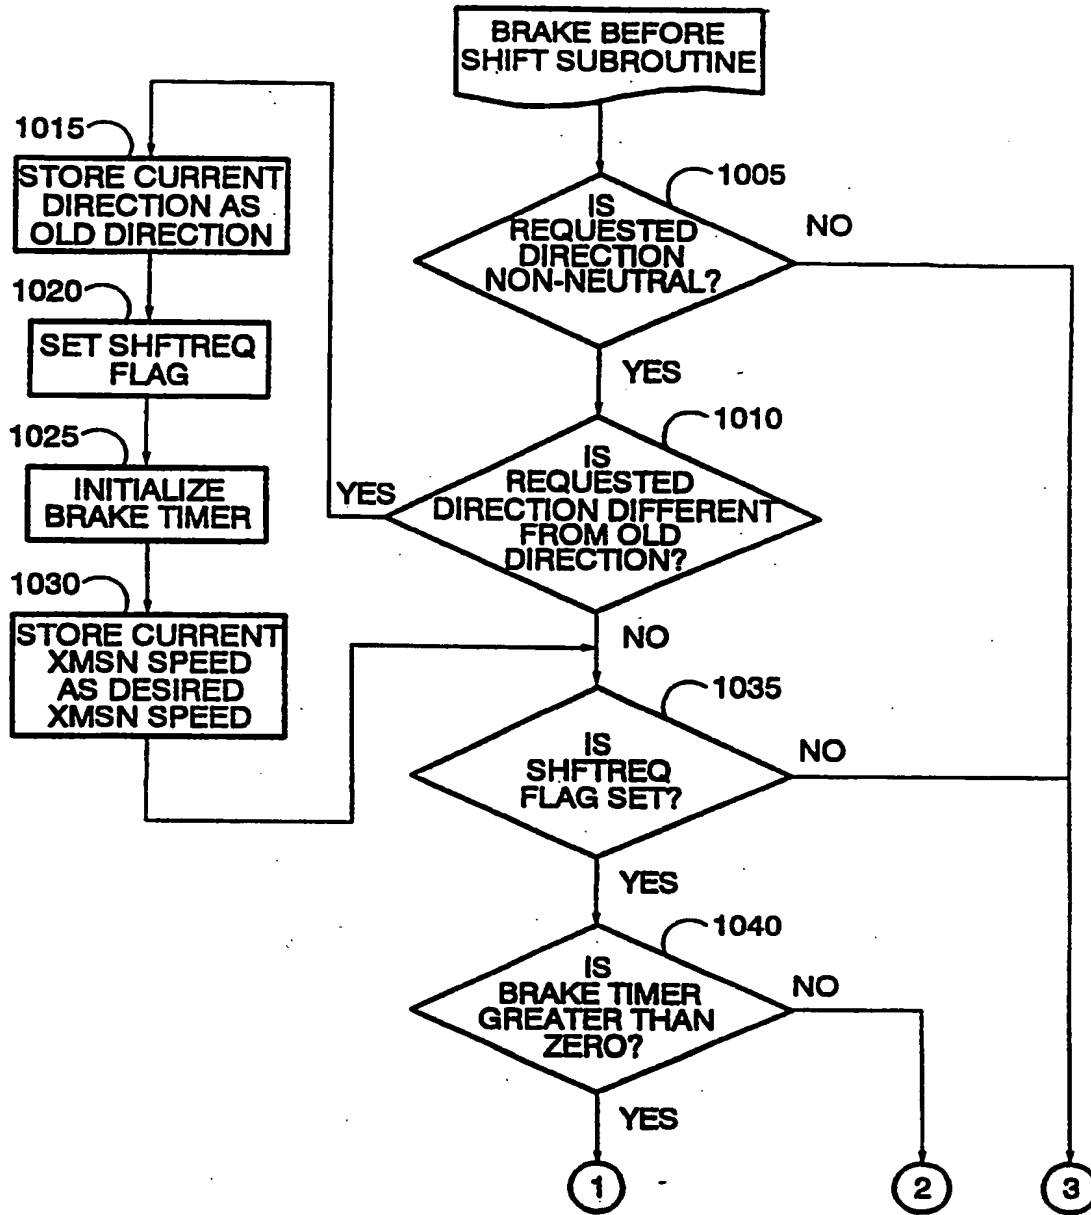 BRAKE BEFORE
SHIFT SUBROUTINE
1005
IS
REQUESTED
DIRECTION
NON-NEUTRAL?
NO
YES
1010
IS
REQUESTED
DIRECTION DIFFERENT
FROM OLD
DIRECTION?
YES
NO
1015
STORE CURRENT
DIRECTION AS
OLD DIRECTION
1020
SET SHFTREQ
FLAG
1025
INITIALIZE
BRAKE TIMER
1030
STORE CURRENT
XMSN SPEED
AS DESIRED
XMSN SPEED
1035
IS
SHFTREQ
FLAG SET?
NO
YES
1040
IS
BRAKE TIMER
GREATER THAN
ZERO?
NO
YES
1
2
3